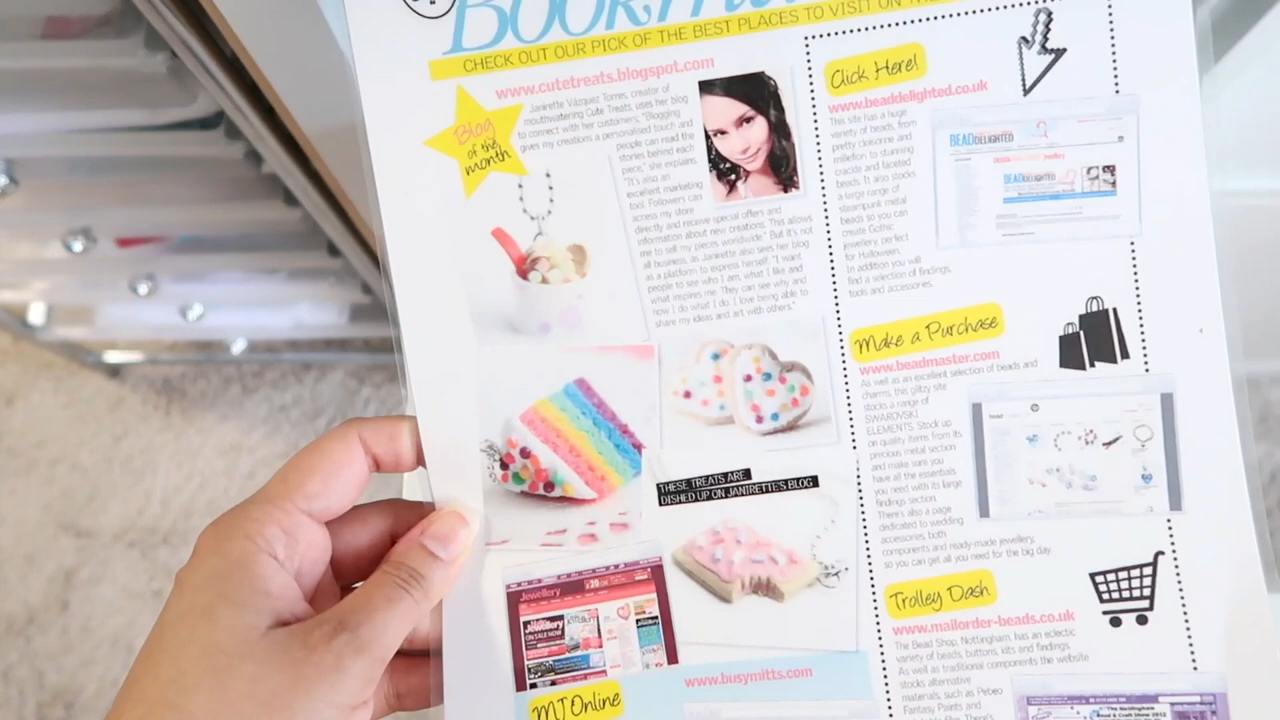 CHECK OUT OUR PICK OF THE BEST PLACES TO VISIT ON
www.cutetreats.blogspot.com
Blog
of the
month
Janirette Vázquez Torres, creator of
mouthwatering Cute Treats, uses her blog
to connect with her customers; "Blogging
gives my creations a personalised touch and
people can read the
stories behind each
piece," she explains.
"It's also an
excellent marketing
tool. Followers can
access my store
directly and receive special offers and
information about new creations. This allows
me to sell my pieces worldwide." But it's not
all business, as Janirette also sees her blog
as a platform to express herself. "I want
people to see who I am, what I like and
what inspires me. They can see why and
how I do what I do. I love being able to
share my ideas and art with others."
THESE TREATS ARE
DISHED UP ON JANIRETTE'S BLOG
Jewellery
£20
Jewellery
ON SALE NOW
Jewellery
MJ Online
www.busymitts.com
Click Here!
www.beaddelighted.co.uk
This site has a huge
variety of beads, from
pretty cloisonne and
millefiori to stunning
crackle and faceted
beads. It also stocks
a large range of
steampunk metal
beads so you can
create Gothic
jewellery, perfect
for Halloween.
In addition you will
find a selection of findings,
tools and accessories.
BEADDELIGHTED
BEADDELIGHTED
Make a Purchase
www.beadmaster.com
As well as an excellent selection of beads and
charms, this glitzy site
stocks a range of
SWAROVSKI
ELEMENTS. Stock up
on quality items from its
precious metal section
and make sure you
have all the essentials
you need with its large
findings section.
There's also a page
dedicated to wedding
accessories, both
components and ready-made jewellery,
so you can get all you need for the big day.
Trolley Dash
www.mailorder-beads.co.uk
The Bead Shop, Nottingham, has an eclectic
variety of beads, buttons, kits and findings.
As well as traditional components the website
stocks alternative
materials, such as Pebeo
Fantasy Paints and
There's
The Nottingham
Bead & Craft Show 2012